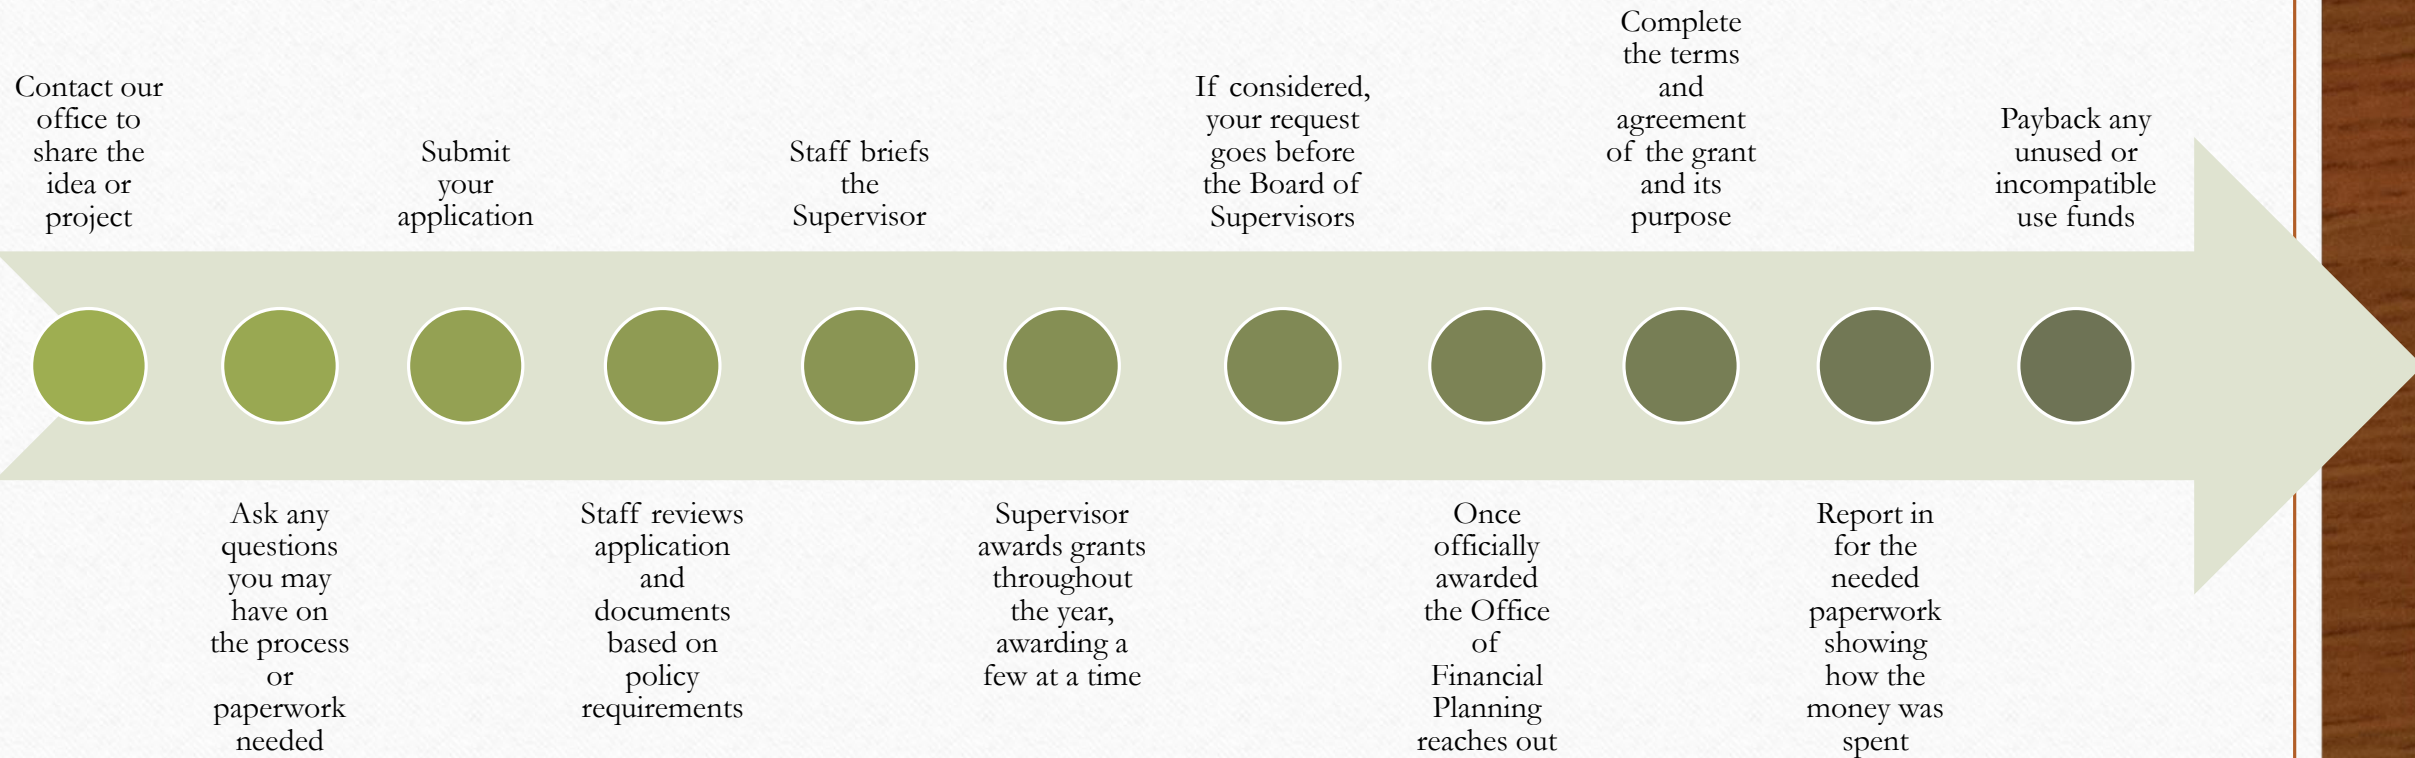 Contact our
office to
share the
idea or
project
Ask any
questions
you may
have on
the process
or
paperwork
needed
Submit
your
application
Staff reviews
application
and
documents
based on
policy
requirements
Staff briefs
the
Supervisor
Supervisor
awards grants
throughout
the year,
awarding a
few at a time
If considered,
your request
goes before
the Board of
Supervisors
Once
officially
awarded
the Office
of
Financial
Planning
reaches out
Complete
the terms
and
agreement
of the grant
and its
purpose
Report in
for the
needed
paperwork
showing
how the
money was
spent
Payback any
unused or
incompatible
use funds